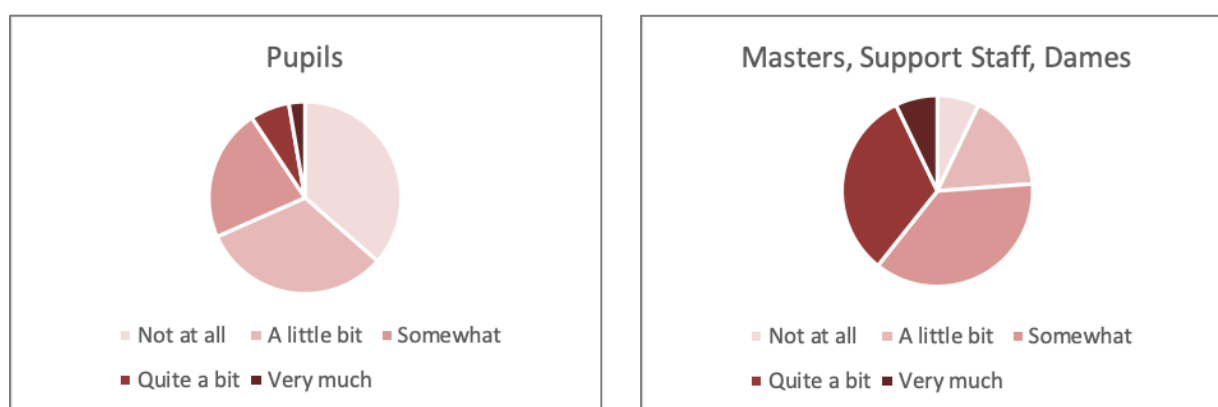 Pupils
Not at all A little bit Somewhat
Quite a bit Very much
Masters, Support Staff, Dames
Not at all A little bit Somewhat
Quite a bit Very much